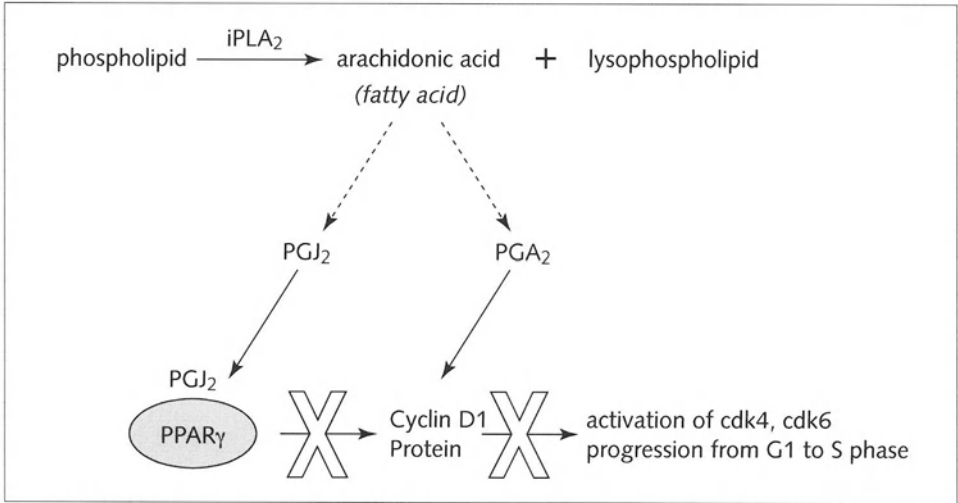 iPLA₂
phospholipid arachidonic acid + lysophospholipid
(fatty acid)
PGJ₂ PGA₂
PGJ₂
PPARγ Cyclin D1 activation of cdk4, cdk6
Protein progression from G1 to S phase